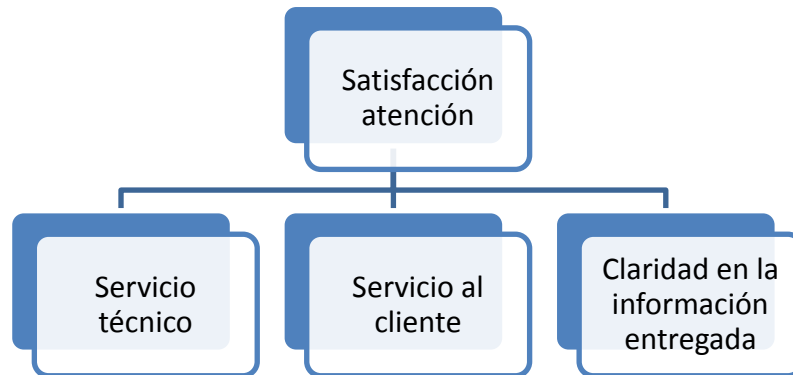 Satisfacción
atención
Servicio
técnico
Servicio al
cliente
Claridad en la
información
entregada